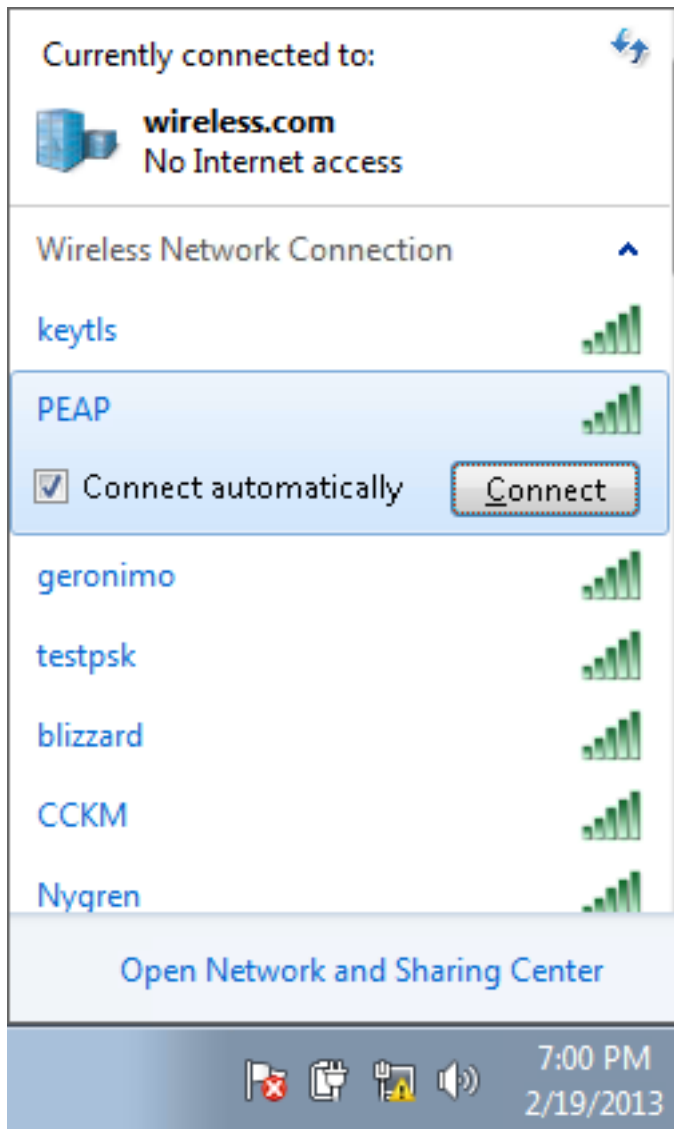 Currently connected to:
wireless.com
No Internet access
Wireless Network Connection
keytls
PEAP
Connect automatically
Connect
geronimo
testpsk
blizzard
CCKM
Nygren
Open Network and Sharing Center
7:00 PM
2/19/2013